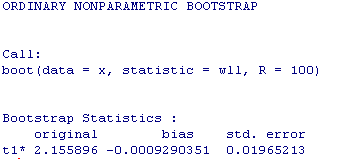 ORDINARY NONPARAMETRIC BOOTSTRAP
Call:
boot(data = x, statistic = wll, R = 100)
Bootstrap Statistics :
original bias std. error
t1* 2.155896 -0.0009290351 0.01965213